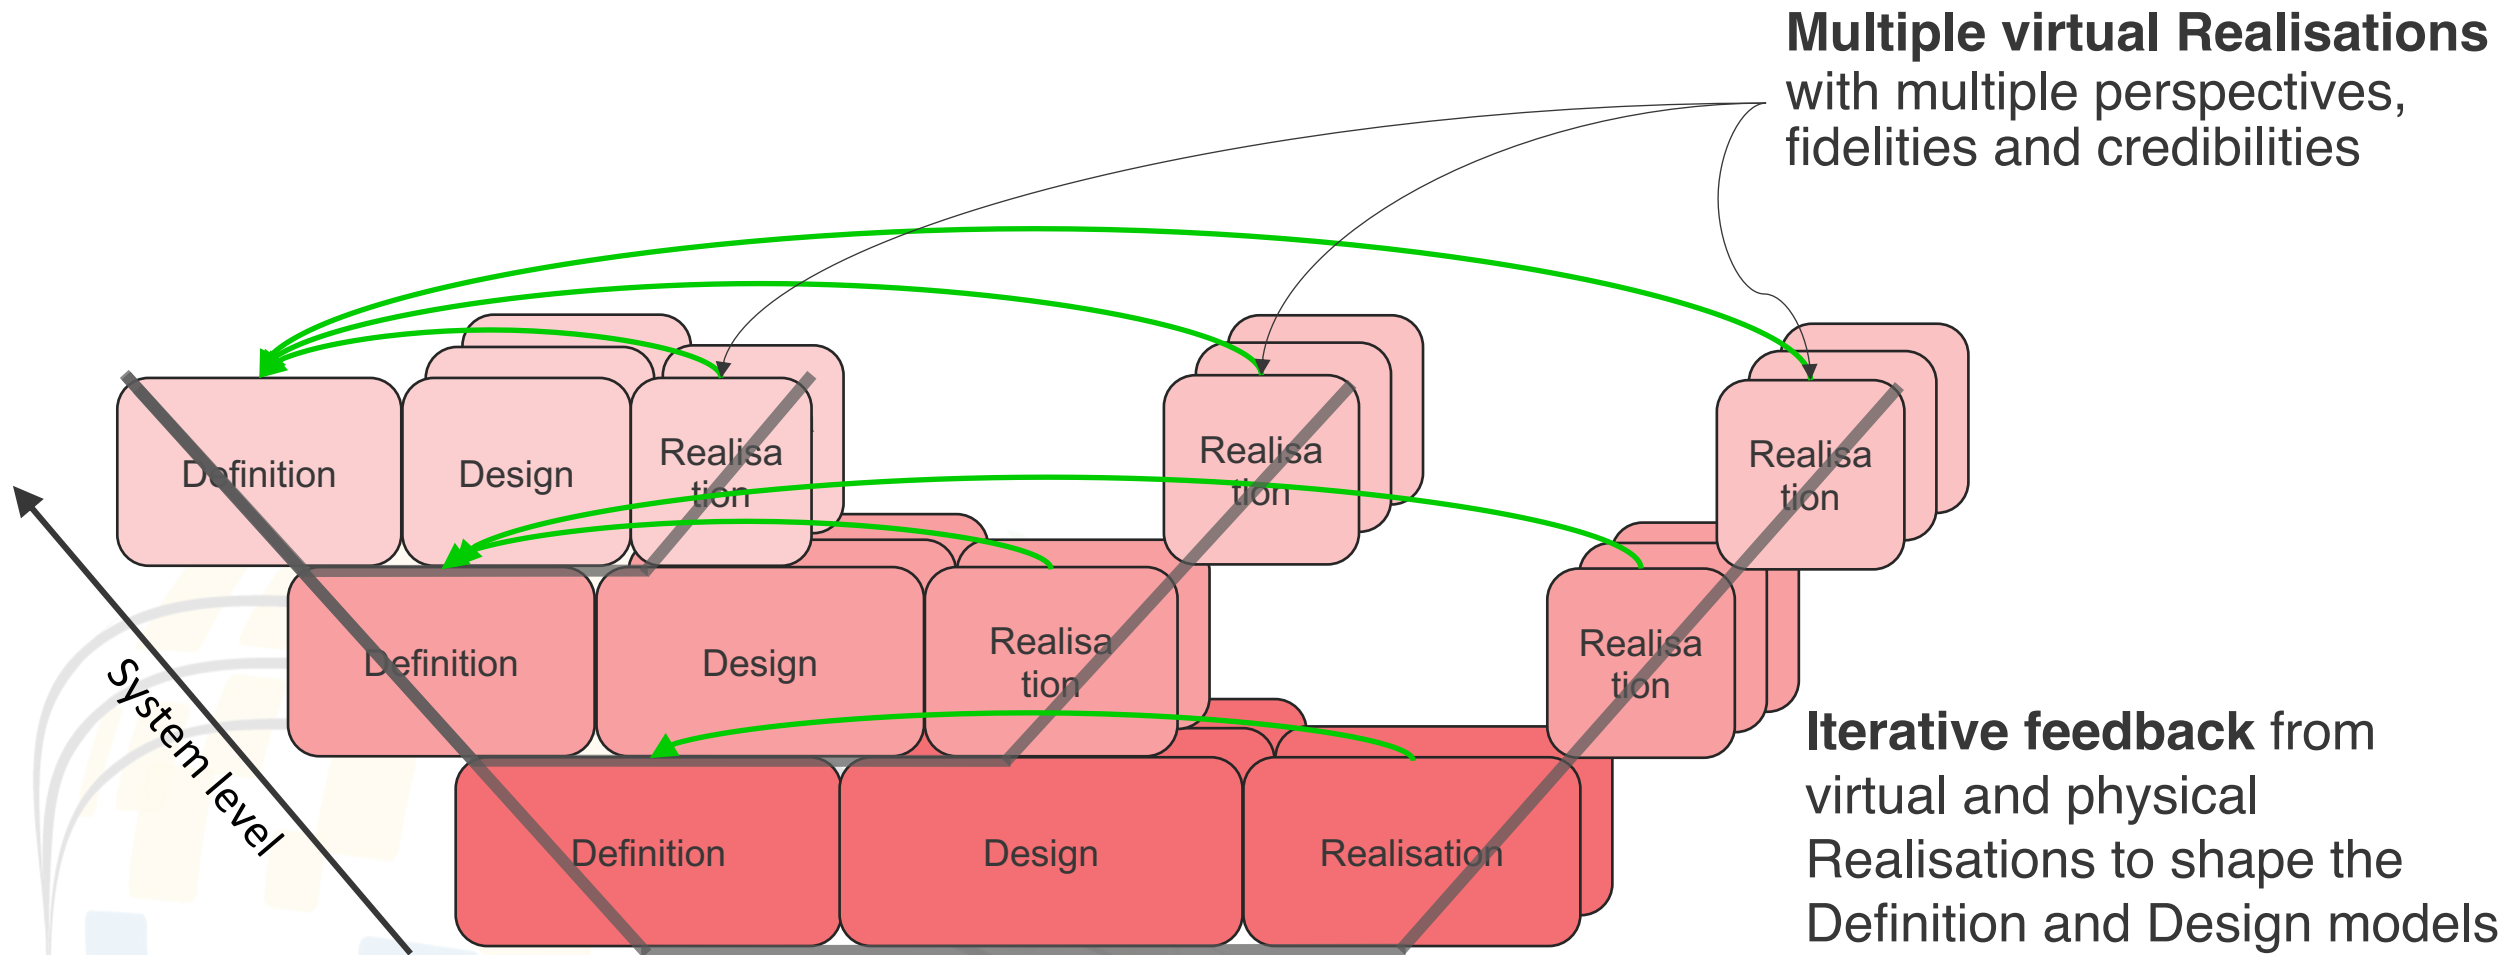 Multiple virtual Realisations
with multiple perspectives,
fidelities and credibilities
Definition
Design
Realisa
tion
Realisa
tion
Realisa
tion
System level
Definition
Design
Realisa
tion
Realisa
tion
Definition
Design
Realisation
Iterative feedback from
virtual and physical
Realisations to shape the
Definition and Design models